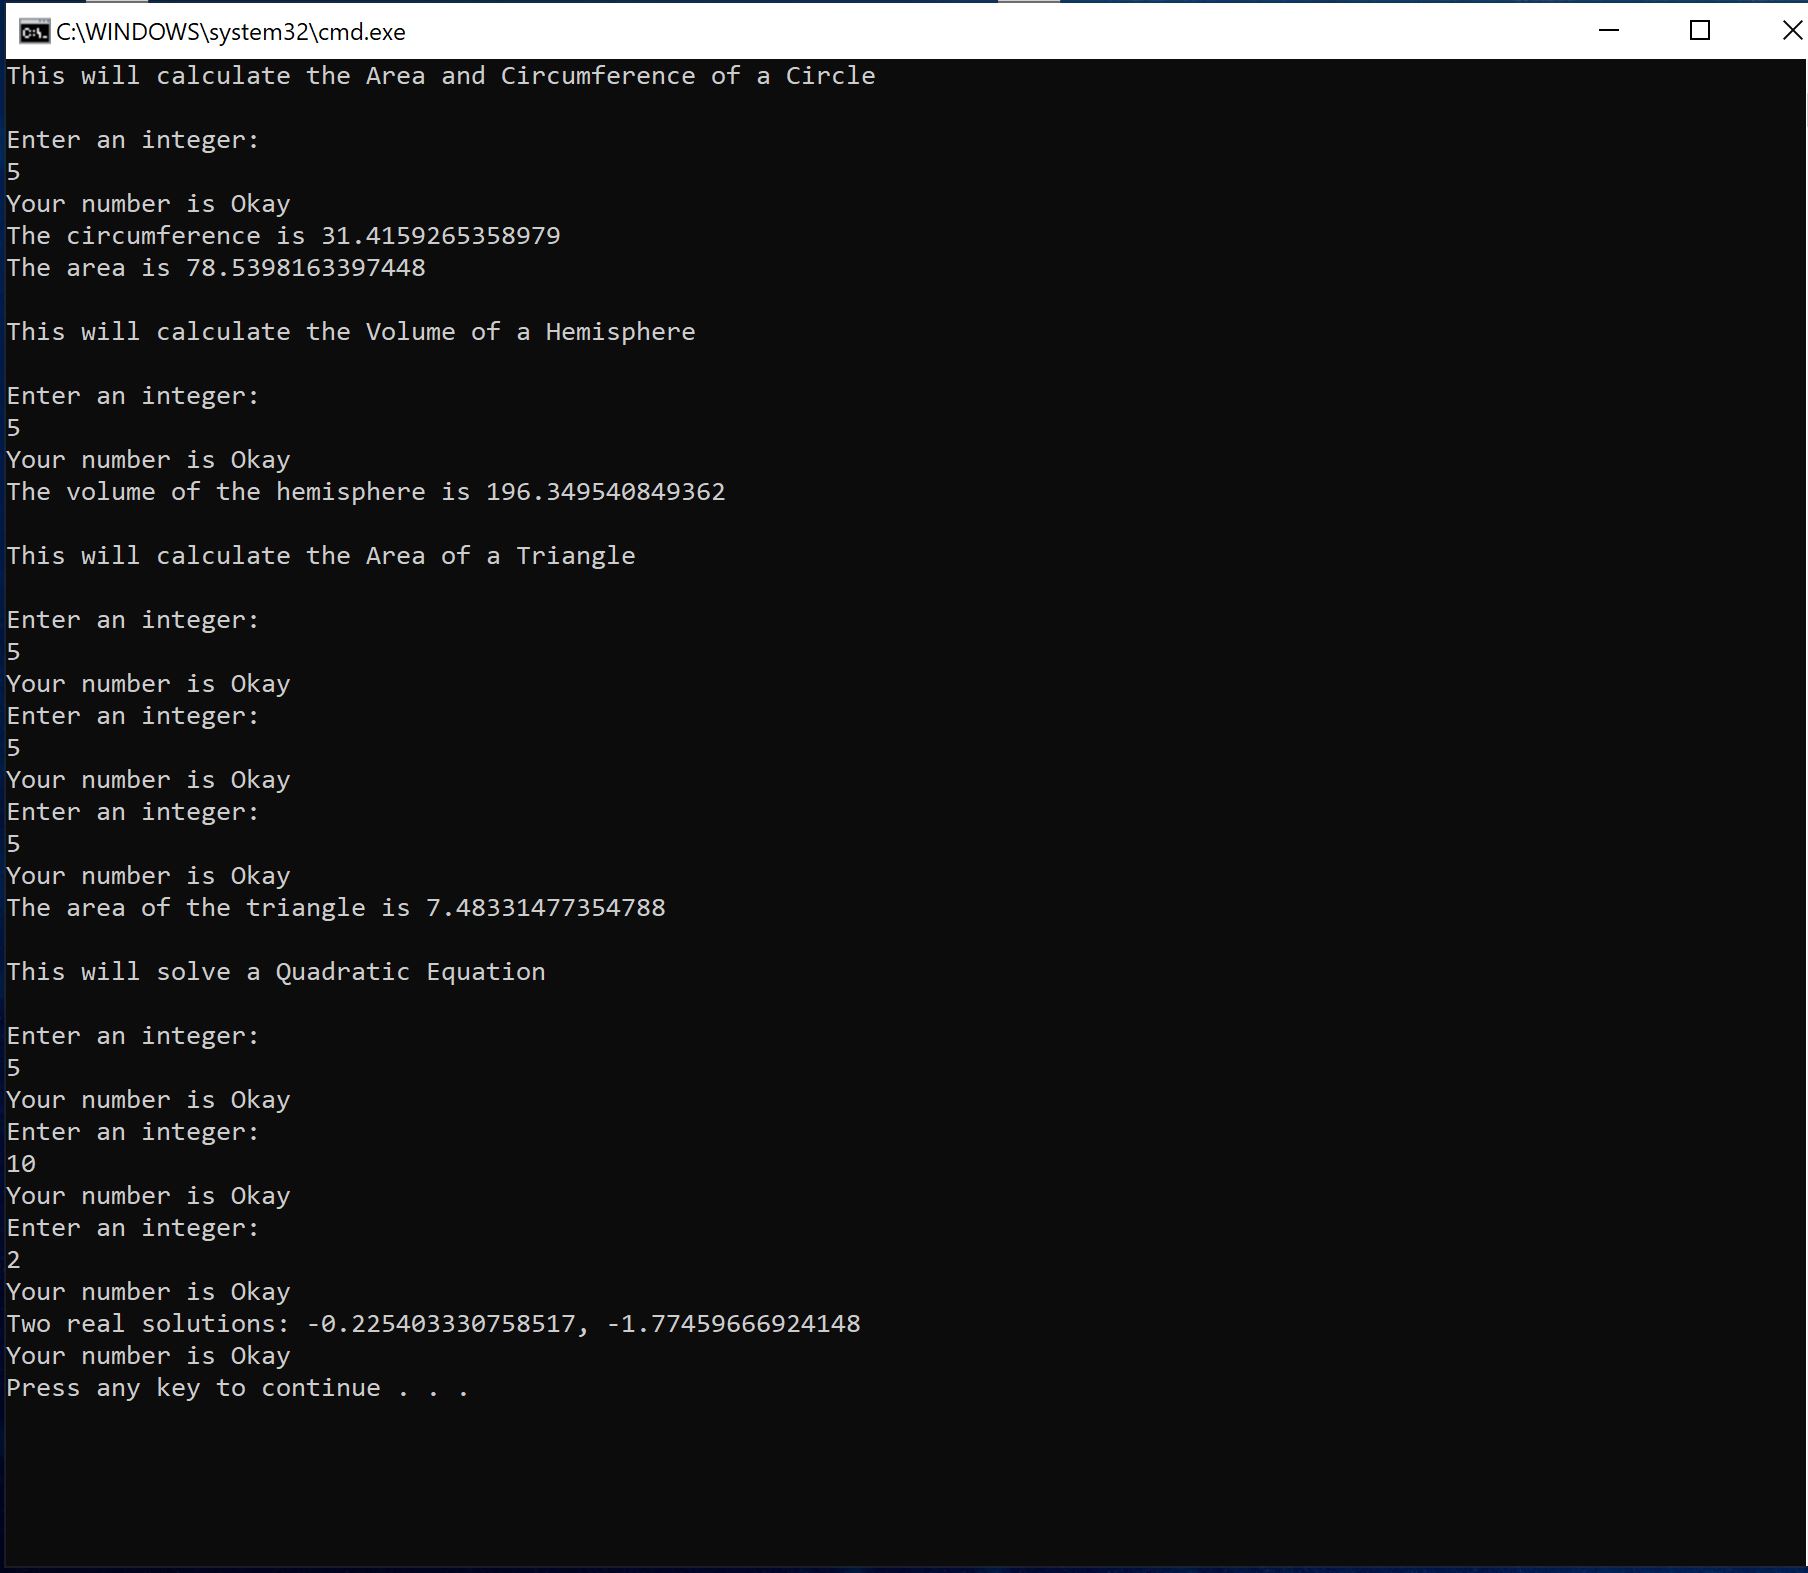 C:\WINDOWS\system32\cmd.exe
This will calculate the Area and Circumference of a Circle
Enter an integer:
5
Your number is Okay
The circumference is 31.4159265358979
The area is 78.5398163397448
This will calculate the Volume of a Hemisphere
Enter an integer:
5
Your number is Okay
The volume of the hemisphere is 196.349540849362
This will calculate the Area of a Triangle
Enter an integer:
5
Your number is Okay
Enter an integer:
5
Your number is Okay
Enter an integer:
5
Your number is Okay
The area of the triangle is 7.48331477354788
This will solve a Quadratic Equation
Enter an integer:
5
Your number is Okay
Enter an integer:
10
Your number is Okay
Enter an integer:
2
Your number is Okay
Two real solutions: -0.225403330758517, -1.77459666924148
Your number is Okay
Press any key to continue . . .